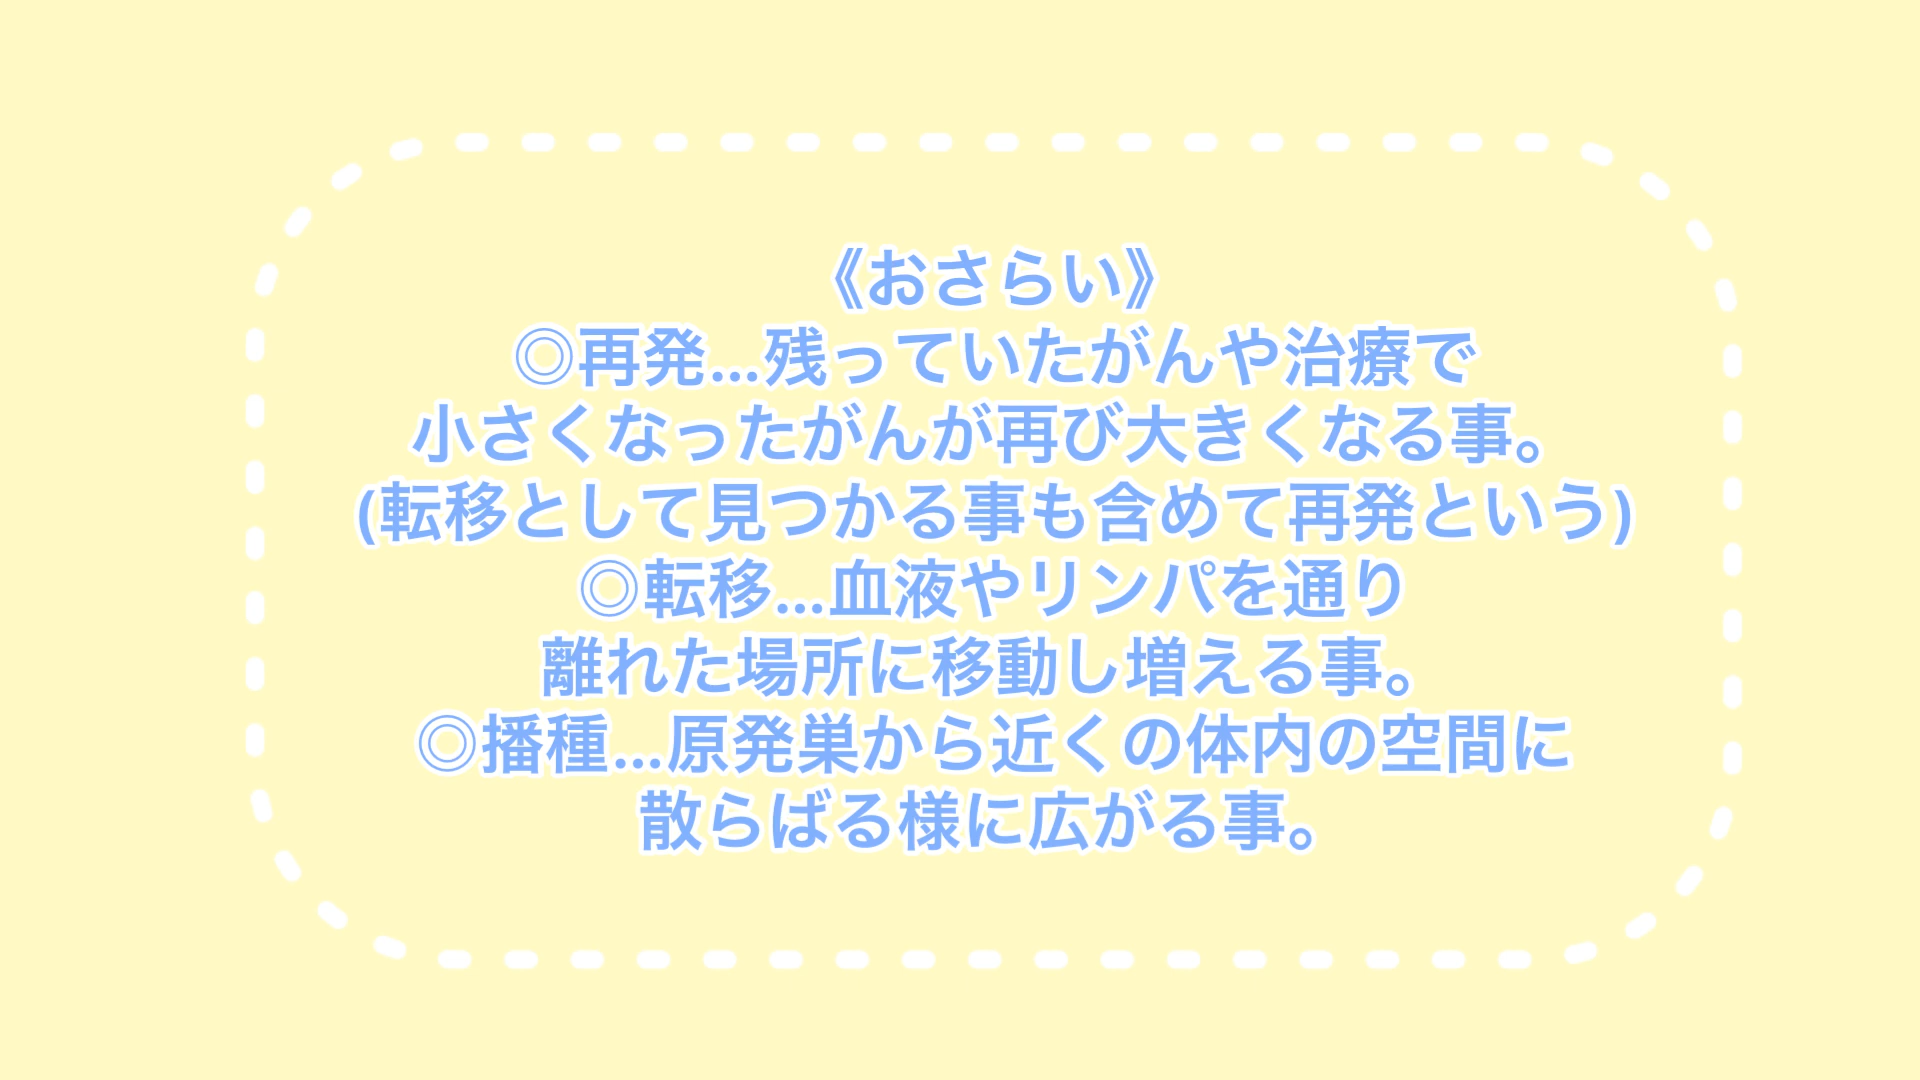 《おさらい》
◎再発...残っていたがんや治療で
小さくなったがんが再び大きくなる事。
(転移として見つかる事も含めて再発という)
◎転移...血液やリンパを通り
離れた場所に移動し増える事。
◎播種...原発巣から近くの体内の空間に
散らばる様に広がる事。